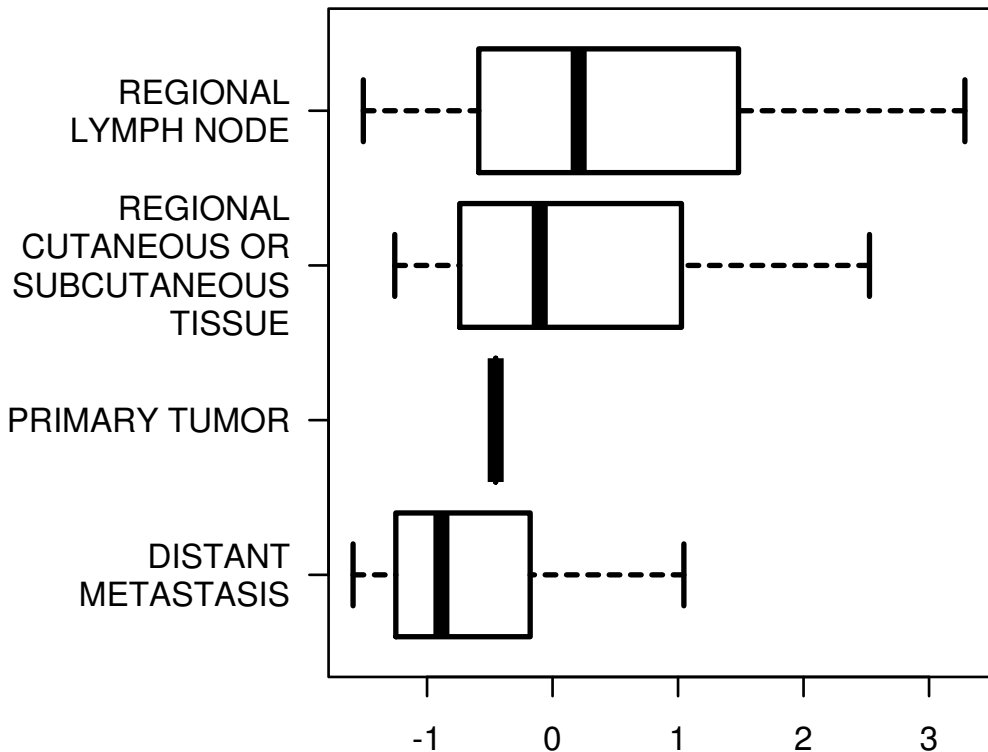 REGIONAL
LYMPH NODE
REGIONAL
CUTANEOUS OR
SUBCUTANEOUS
TISSUE
PRIMARY TUMOR
DISTANT
METASTASIS
-1 0 1 2 3